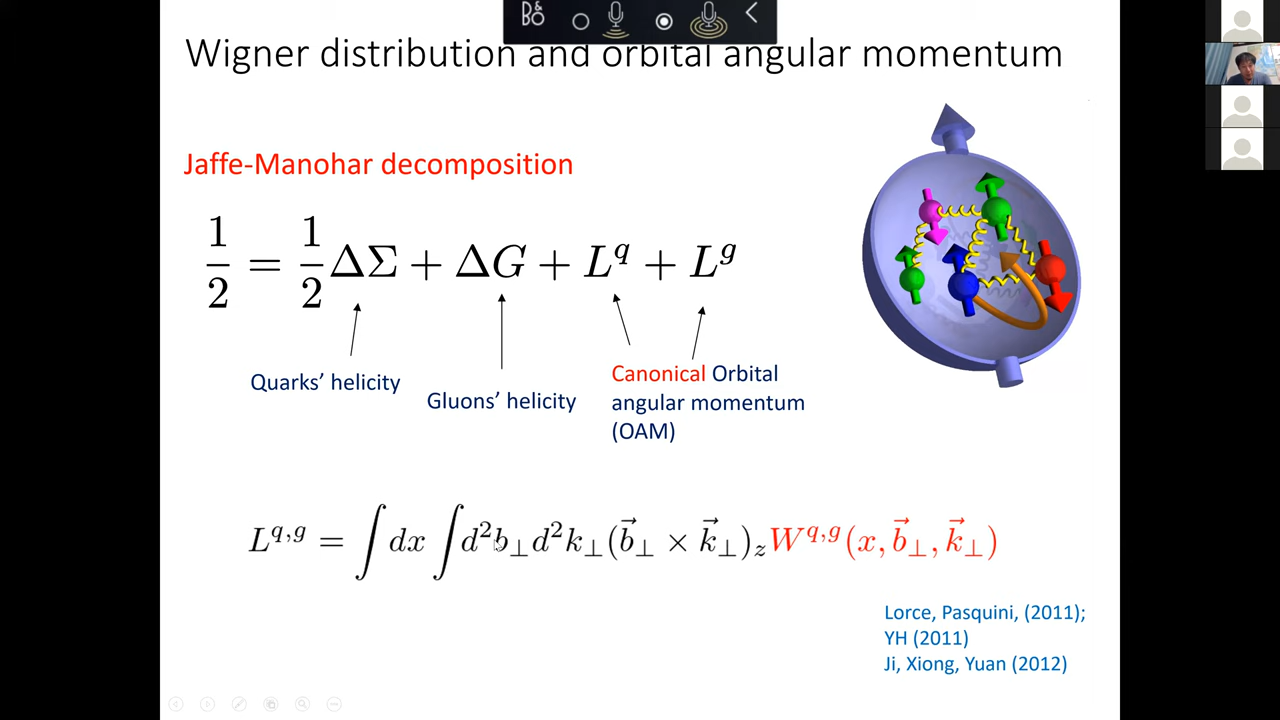 B&O
Wigner distribution and orbital angular momentum
Jaffe-Manohar decomposition
1/2 = 1/2 ΔΣ + ΔG + L^q + L^g
Quarks’ helicity
Gluons’ helicity
Canonical Orbital
angular momentum
(OAM)
L^{q,g} = ∫ dx ∫ d²b⊥d²k⊥(b⃗⊥ × k⃗⊥)_z W^{q,g}(x, b⃗⊥, k⃗⊥)
Lorce, Pasquini, (2011);
YH (2011)
Ji, Xiong, Yuan (2012)